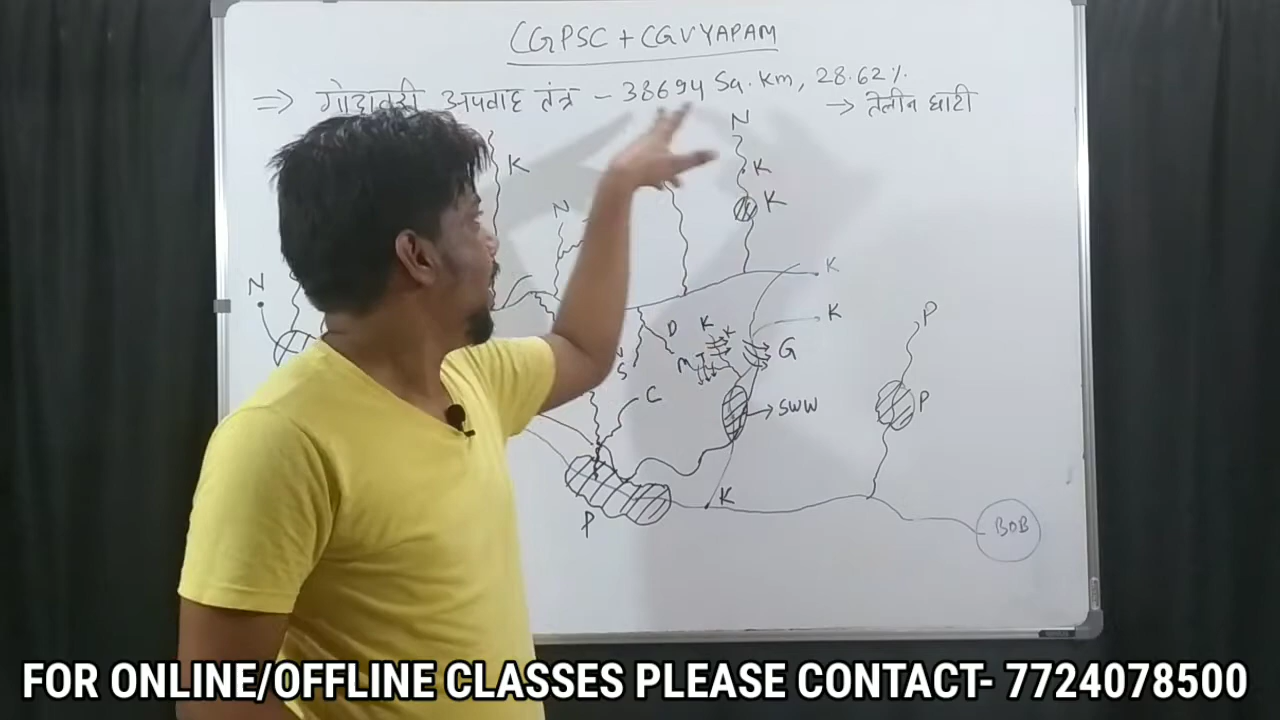 CGPSC + CGVYAPAM
⇒ गोदावरी अपवाह तंत्र - 38694 Sq. Km, 28.62%.
→ तेलीन घाटी
N
K
K
N
K
K
N
K
K
P
D
K
K
G
N
S
M
C
SWW
P
K
P
BOB
FOR ONLINE/OFFLINE CLASSES PLEASE CONTACT- 7724078500